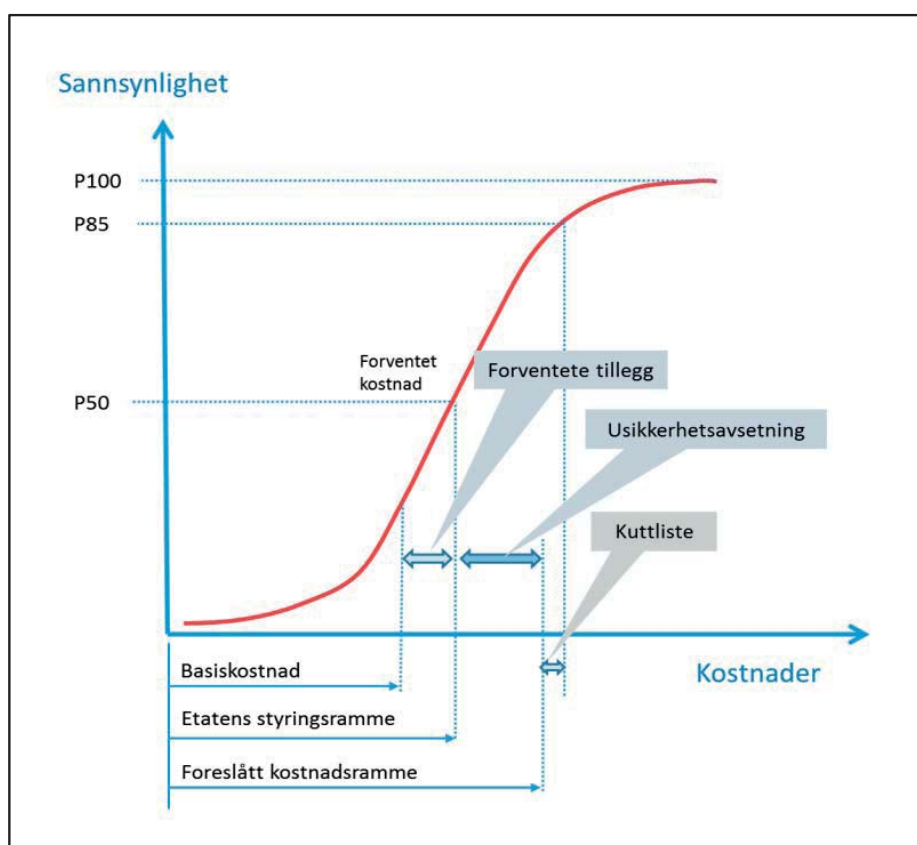 Sannsynlighet
P100
P85
Forventet
kostnad
Forventete tillegg
P50
Usikkerhetsavsetning
Kuttliste
Basiskostnad
Kostnader
Etatens styringsramme
Foreslått kostnadsramme